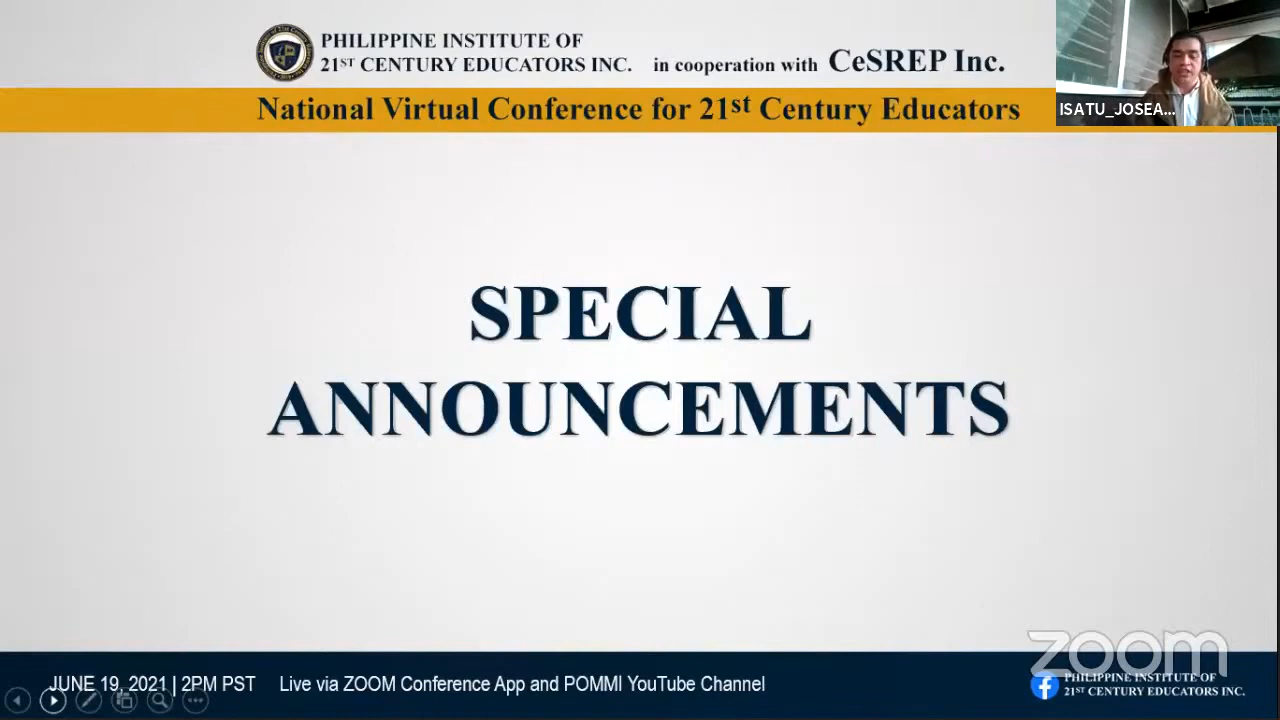 PHILIPPINE INSTITUTE OF
21ST CENTURY EDUCATORS INC. in cooperation with CeSREP Inc.
National Virtual Conference for 21st Century Educators
ISATU_JOSEA...
SPECIAL
ANNOUNCEMENTS
zoom
JUNE 19, 2021 | 2PM PST Live via ZOOM Conference App and POMMI YouTube Channel
PHILIPPINE INSTITUTE OF
21ST CENTURY EDUCATORS INC.